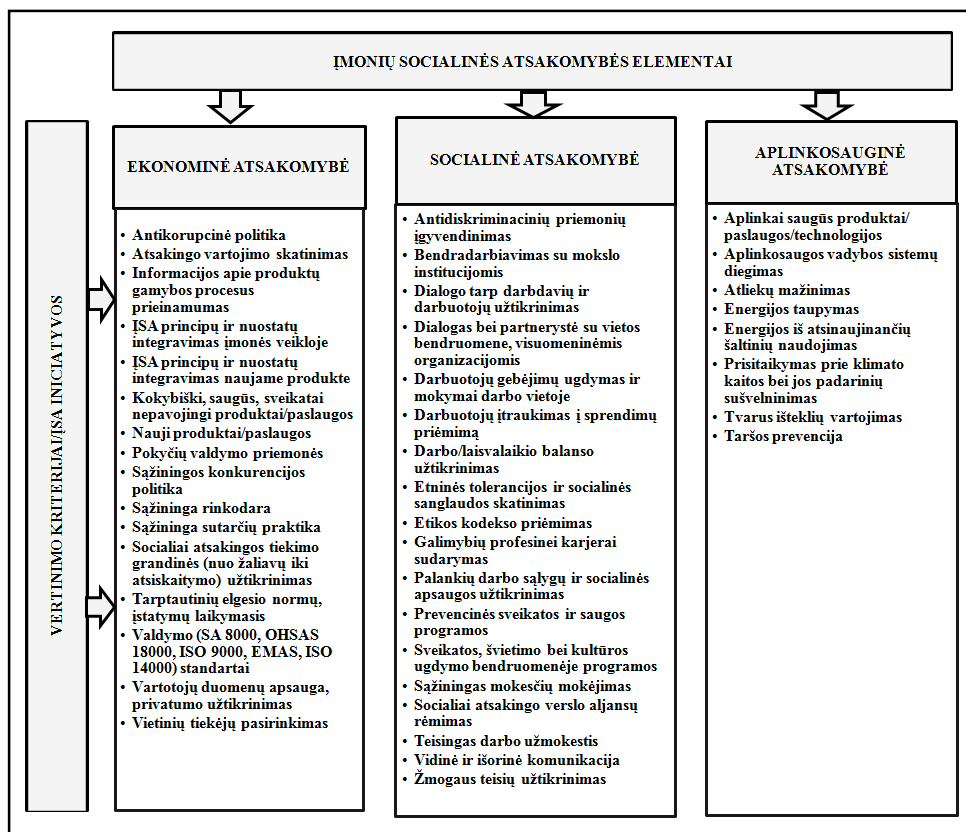 ĮMONIŲ SOCIALINĖS ATSAKOMYBĖS ELEMENTAI
VERTINIMO KRITERIJAI/ĮSA INICIATYVOS
EKONOMINĖ ATSAKOMYBĖ
• Antikorupcinė politika
• Atsakingo vartojimo skatinimas
• Informacijos apie produktų
gamybos procesus
prieinamumas
• ĮSA principų ir nuostatų
integravimas įmonės veikloje
• ĮSA principų ir nuostatų
integravimas naujame produkte
• Kokybiški, saugūs, sveikatai
nepavojingi produktai/paslaugos
• Nauji produktai/paslaugos
• Pokyčių valdymo priemonės
• Sąžiningos konkurencijos
politika
• Sąžininga rinkodara
• Sąžininga sutarčių praktika
• Socialiai atsakingos tiekimo
grandinės (nuo žaliavų iki
atsiskaitymo) užtikrinimas
• Tarptautinių elgesio normų,
įstatymų laikymasis
• Valdymo (SA 8000, OHSAS
18000, ISO 9000, EMAS, ISO
14000) standartai
• Vartotojų duomenų apsauga,
privatumo užtikrinimas
• Vietinių tiekėjų pasirinkimas
SOCIALINĖ ATSAKOMYBĖ
• Antidiskriminacinių priemonių
įgyvendinimas
• Bendradarbiavimas su mokslo
institucijomis
• Dialogo tarp darbdavių ir
darbuotojų užtikrinimas
• Dialogas bei partnerystė su vietos
bendruomene, visuomeninėmis
organizacijomis
• Darbuotojų gebėjimų ugdymas ir
mokymai darbo vietoje
• Darbuotojų įtraukimas į sprendimų
priėmimą
• Darbo/laisvalaikio balanso
užtikrinimas
• Etninės tolerancijos ir socialinės
sanglaudos skatinimas
• Etikos kodekso priėmimas
• Galimybių profesinei karjerai
sudarymas
• Palankių darbo sąlygų ir socialinės
apsaugos užtikrinimas
• Prevencinės sveikatos ir saugos
programos
• Sveikatos, švietimo bei kultūros
ugdymo bendruomenėje programos
• Sąžiningas mokesčių mokėjimas
• Socialiai atsakingo verslo aljansų
rėmimas
• Teisingas darbo užmokestis
• Vidinė ir išorinė komunikacija
• Žmogaus teisių užtikrinimas
APLINKOSAUGINĖ
ATSAKOMYBĖ
• Aplinkai saugūs produktai/
paslaugos/technologijos
• Aplinkosaugos vadybos sistemų
diegimas
• Atliekų mažinimas
• Energijos taupymas
• Energijos iš atsinaujinančių
šaltinių naudojimas
• Prisitaikymas prie klimato
kaitos bei jos padarinių
sušvelninimas
• Tvarus išteklių vartojimas
• Taršos prevencija